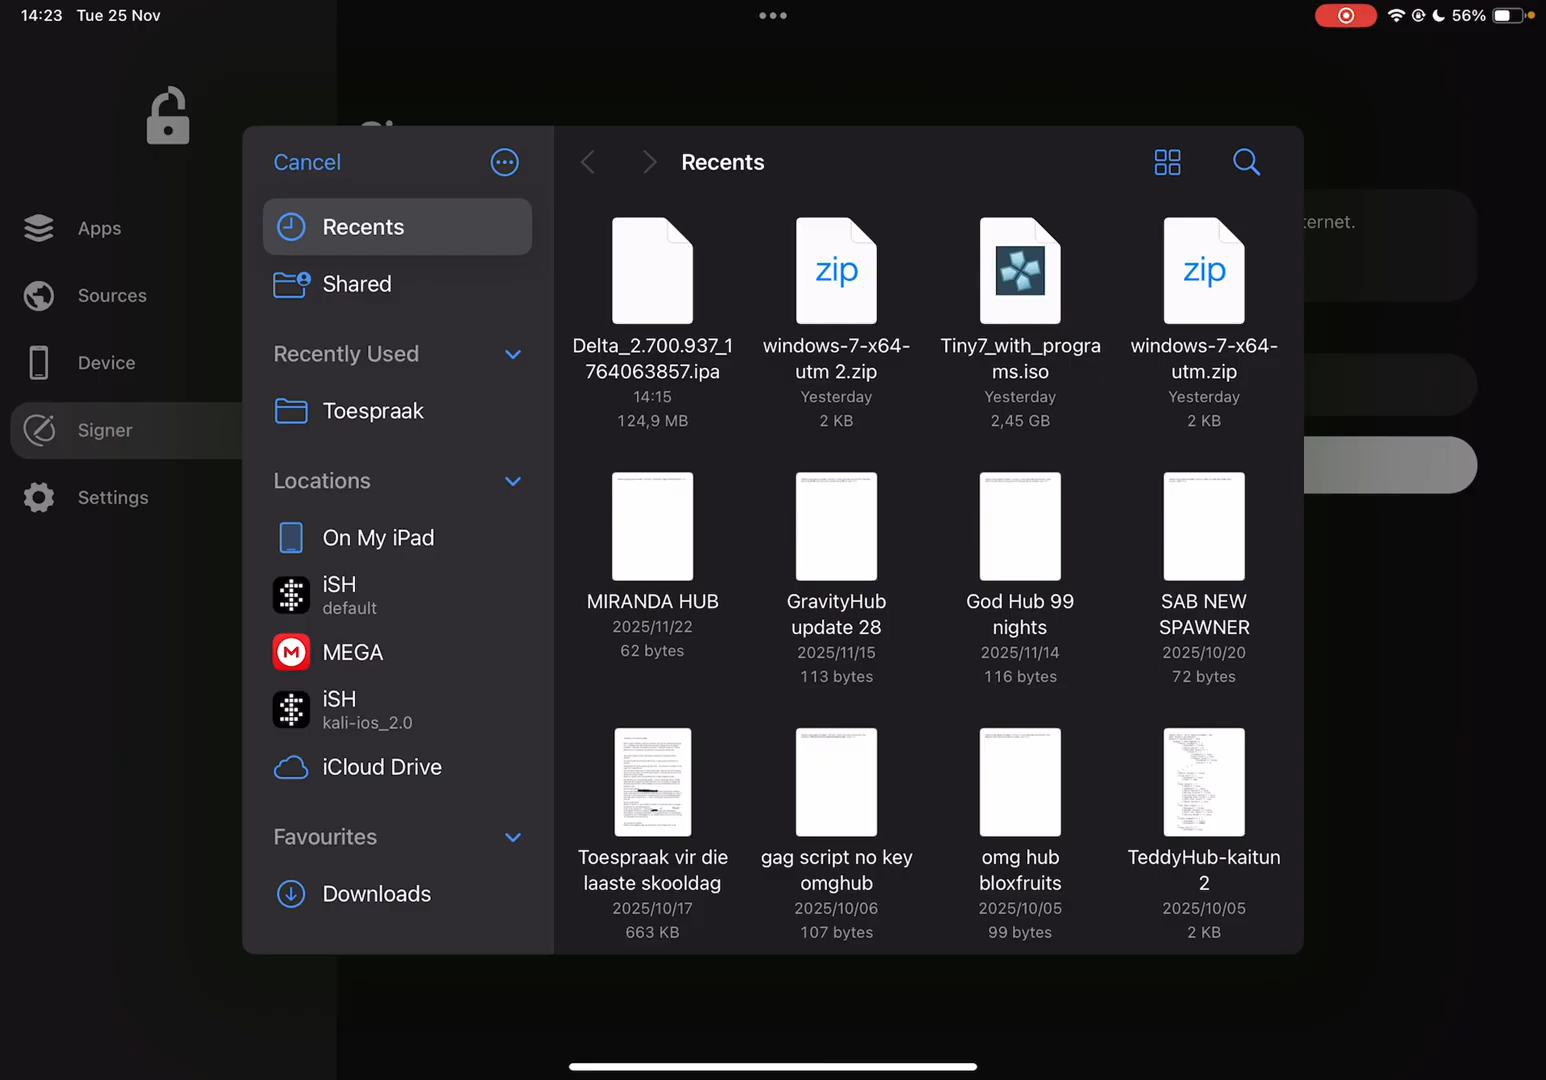 14:23 Tue 25 Nov
56%
Apps
Sources
Device
Signer
Settings
ternet.
Cancel
Recents
Shared
Recently Used
Toespraak
Locations
On My iPad
iSH
default
MEGA
iSH
kali-ios_2.0
iCloud Drive
Favourites
Downloads
Recents
Delta_2.700.937_1
764063857.ipa
14:15
124,9 MB
zip
windows-7-x64-
utm 2.zip
Yesterday
2 KB
Tiny7_with_progra
ms.iso
Yesterday
2,45 GB
zip
windows-7-x64-
utm.zip
Yesterday
2 KB
MIRANDA HUB
2025/11/22
62 bytes
GravityHub
update 28
2025/11/15
113 bytes
God Hub 99
nights
2025/11/14
116 bytes
SAB NEW
SPAWNER
2025/10/20
72 bytes
Toespraak vir die
laaste skooldag
2025/10/17
663 KB
gag script no key
omghub
2025/10/06
107 bytes
omg hub
bloxfruits
2025/10/05
99 bytes
TeddyHub-kaitun
2
2025/10/05
2 KB